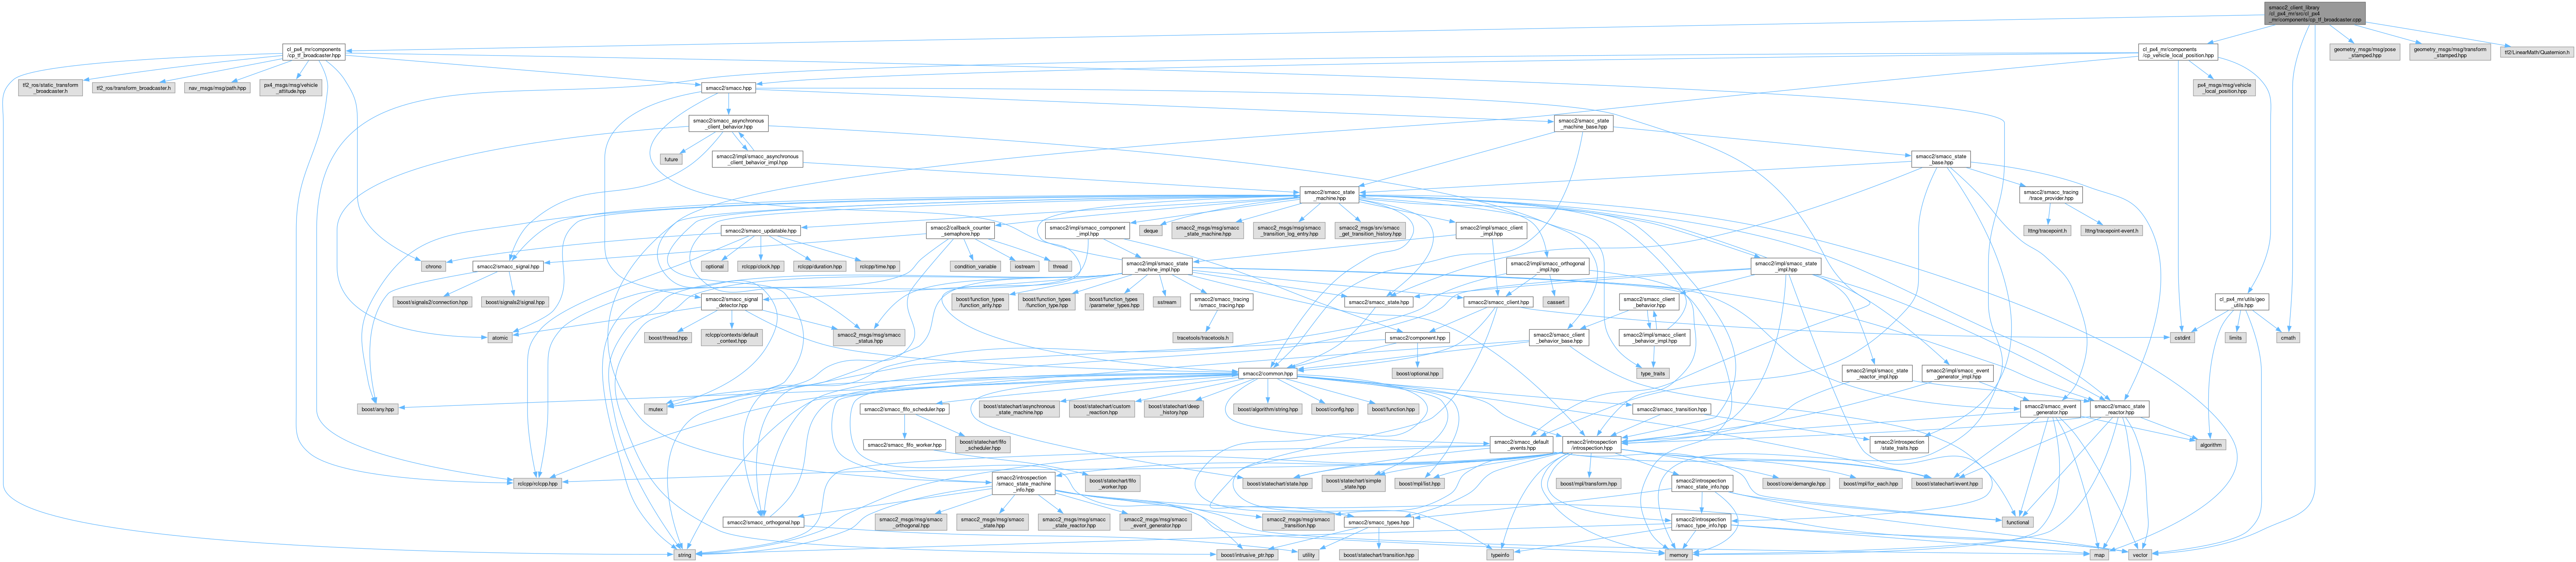 smacc2_client_library
/cl_px4_mr/src/cl_px4
_mr/components/cp_tf_broadcaster.cpp
cl_px4_mr/components
/cp_tf_broadcaster.hpp
cl_px4_mr/components
/cp_vehicle_local_position.hpp
geometry_msgs/msg/pose
_stamped.hpp
geometry_msgs/msg/transform
_stamped.hpp
tf2/LinearMath/Quaternion.h
tf2_ros/static_transform
_broadcaster.h
tf2_ros/transform_broadcaster.h
nav_msgs/msg/path.hpp
px4_msgs/msg/vehicle
_attitude.hpp
smacc2/smacc.hpp
px4_msgs/msg/vehicle
_local_position.hpp
smacc2/smacc_asynchronous
_client_behavior.hpp
smacc2/smacc_state
_machine_base.hpp
future
smacc2/impl/smacc_asynchronous
_client_behavior_impl.hpp
smacc2/smacc_state
_base.hpp
smacc2/smacc_state
_machine.hpp
smacc2/smacc_tracing
/trace_provider.hpp
lttng/tracepoint.h
lttng/tracepoint-event.h
smacc2/smacc_updatable.hpp
smacc2/callback_counter
_semaphore.hpp
smacc2/impl/smacc_component
_impl.hpp
deque
smacc2_msgs/msg/smacc
_state_machine.hpp
smacc2_msgs/msg/smacc
_transition_log_entry.hpp
smacc2_msgs/srv/smacc
_get_transition_history.hpp
smacc2/impl/smacc_client
_impl.hpp
chrono
smacc2/smacc_signal.hpp
optional
rclcpp/clock.hpp
rclcpp/duration.hpp
rclcpp/time.hpp
condition_variable
iostream
thread
smacc2/impl/smacc_state
_machine_impl.hpp
smacc2/impl/smacc_orthogonal
_impl.hpp
smacc2/impl/smacc_state
_impl.hpp
boost/signals2/connection.hpp
boost/signals2/signal.hpp
smacc2/smacc_signal
_detector.hpp
boost/function_types
/function_arity.hpp
boost/function_types
/function_type.hpp
boost/function_types
/parameter_types.hpp
sstream
smacc2/smacc_tracing
/smacc_tracing.hpp
smacc2/smacc_state.hpp
smacc2/smacc_client.hpp
cassert
smacc2/smacc_client
_behavior.hpp
cl_px4_mr/utils/geo
_utils.hpp
atomic
boost/thread.hpp
rclcpp/contexts/default
_context.hpp
smacc2_msgs/msg/smacc
_status.hpp
tracetools/tracetools.h
smacc2/component.hpp
smacc2/smacc_client
_behavior_base.hpp
smacc2/impl/smacc_client
_behavior_impl.hpp
cstdint
limits
cmath
smacc2/common.hpp
boost/optional.hpp
type_traits
smacc2/impl/smacc_state
_reactor_impl.hpp
smacc2/impl/smacc_event
_generator_impl.hpp
boost/any.hpp
mutex
smacc2/smacc_fifo_scheduler.hpp
boost/statechart/asynchronous
_state_machine.hpp
boost/statechart/custom
_reaction.hpp
boost/statechart/deep
_history.hpp
boost/algorithm/string.hpp
boost/config.hpp
boost/function.hpp
smacc2/smacc_transition.hpp
smacc2/smacc_event
_generator.hpp
smacc2/smacc_state
_reactor.hpp
smacc2/smacc_fifo_worker.hpp
boost/statechart/fifo
_scheduler.hpp
smacc2/smacc_default
_events.hpp
smacc2/introspection
/introspection.hpp
smacc2/introspection
/state_traits.hpp
algorithm
rclcpp/rclcpp.hpp
smacc2/introspection
/smacc_state_machine
_info.hpp
boost/statechart/fifo
_worker.hpp
boost/statechart/state.hpp
boost/statechart/simple
_state.hpp
boost/mpl/list.hpp
boost/mpl/transform.hpp
smacc2/introspection
/smacc_state_info.hpp
boost/core/demangle.hpp
boost/mpl/for_each.hpp
boost/statechart/event.hpp
smacc2/smacc_orthogonal.hpp
smacc2_msgs/msg/smacc
_orthogonal.hpp
smacc2_msgs/msg/smacc
_state.hpp
smacc2_msgs/msg/smacc
_state_reactor.hpp
smacc2_msgs/msg/smacc
_event_generator.hpp
smacc2_msgs/msg/smacc
_transition.hpp
smacc2/smacc_types.hpp
smacc2/introspection
/smacc_type_info.hpp
functional
string
boost/intrusive_ptr.hpp
utility
boost/statechart/transition.hpp
typeinfo
memory
map
vector